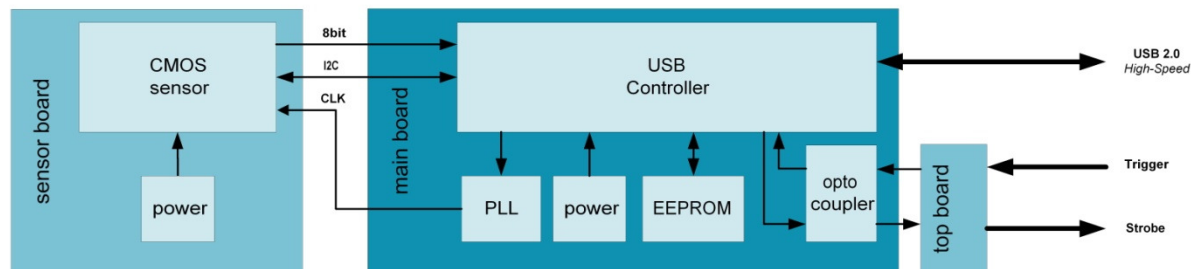 sensor board
CMOS
sensor
power
8bit
I2C
CLK
main board
USB
Controller
PLL
power
EEPROM
opto
coupler
top board
USB 2.0
High-Speed
Trigger
Strobe